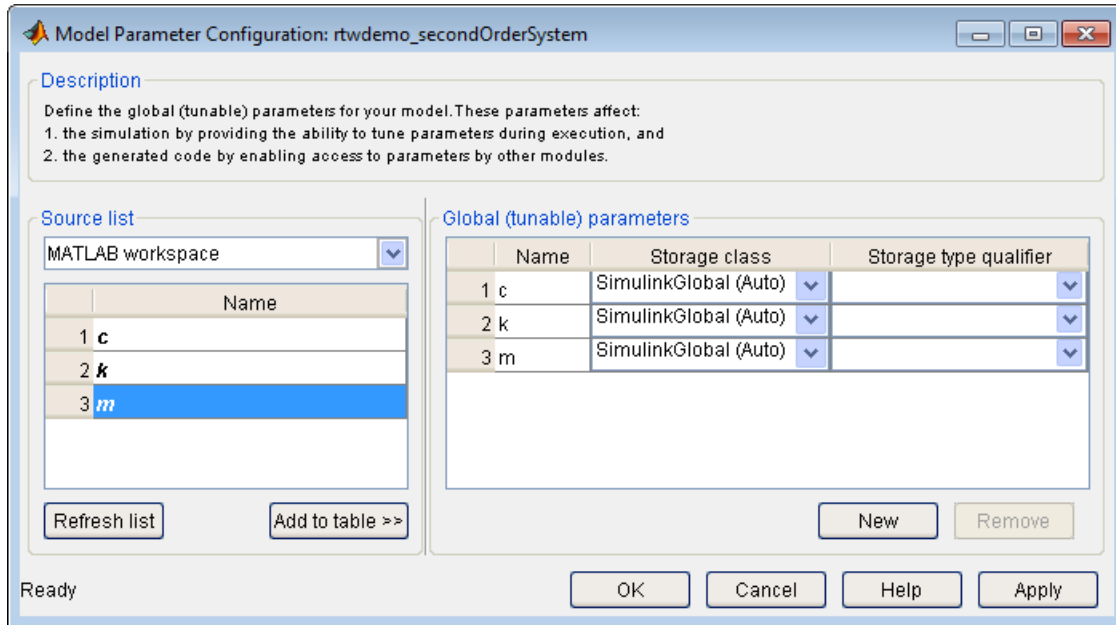 Model Parameter Configuration: rtwdemo_secondOrderSystem
Description
Define the global (tunable) parameters for your model.These parameters affect:
1. the simulation by providing the ability to tune parameters during execution, and
2. the generated code by enabling access to parameters by other modules.
Source list
MATLAB workspace
Name
1 c
2 k
3 m
Refresh list
Add to table >>
Global (tunable) parameters
Name Storage class Storage type qualifier
1 c SimulinkGlobal (Auto)
2 k SimulinkGlobal (Auto)
3 m SimulinkGlobal (Auto)
New Remove
Ready
OK Cancel Help Apply